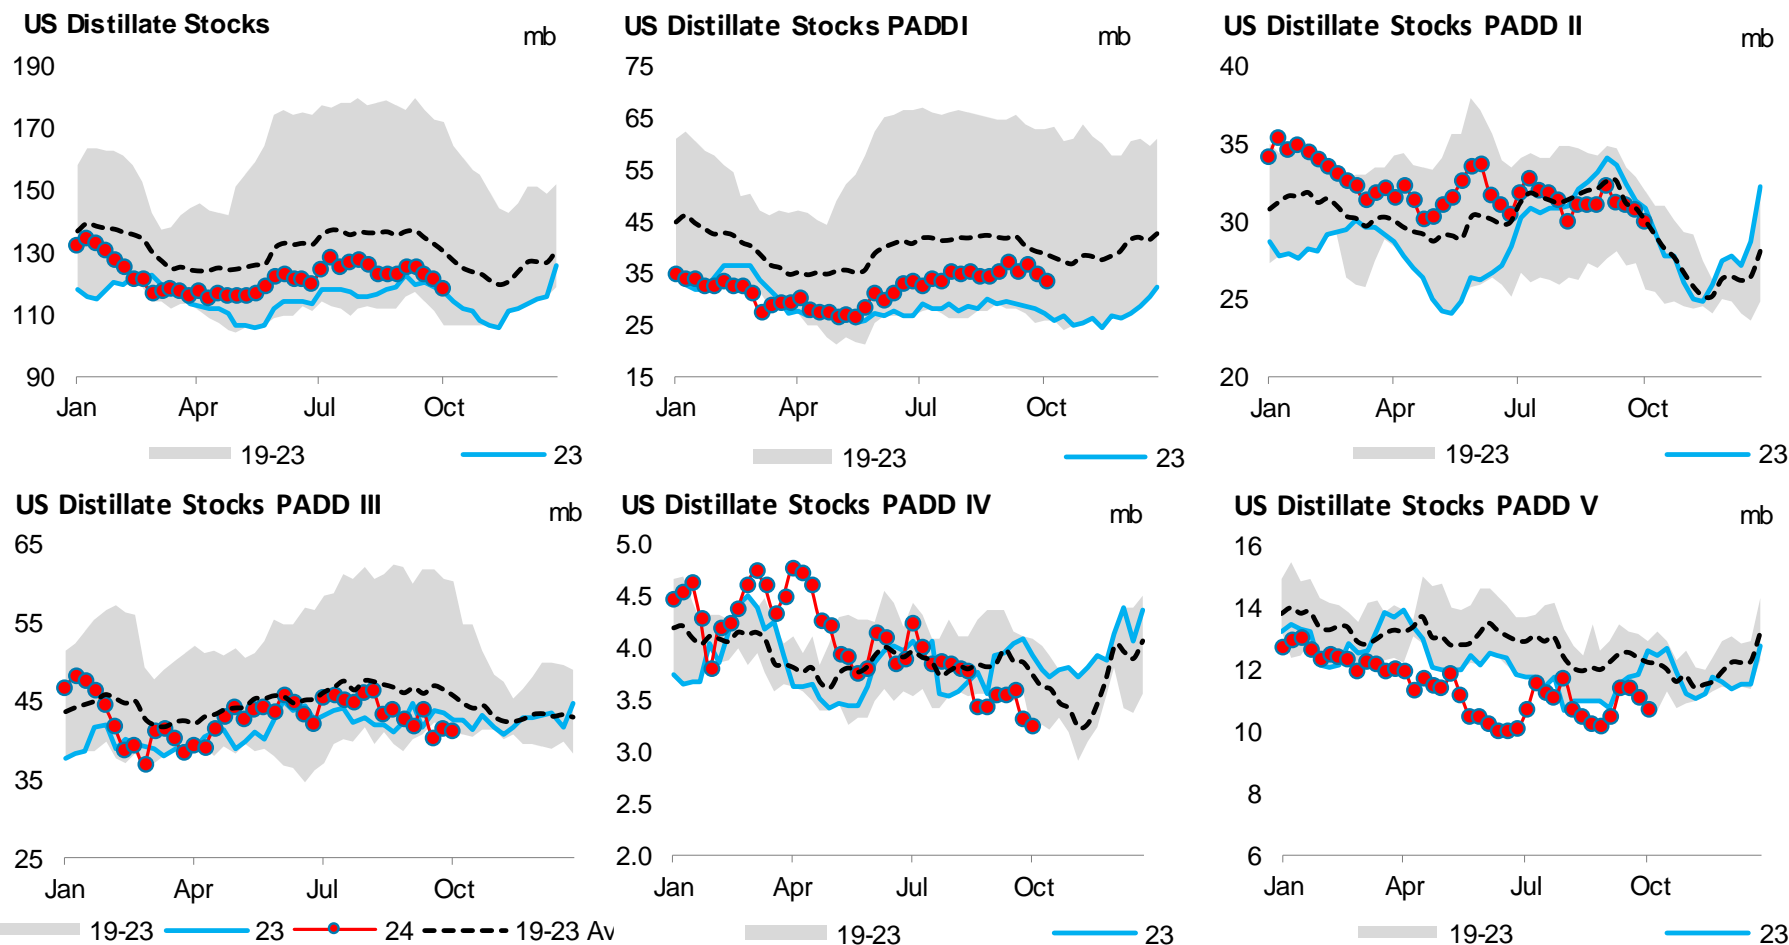 US Distillate Stocks
mb
190
170
150
130
110
90
Jan Apr Jul Oct
19-23 23
US Distillate Stocks PADDI
mb
75
65
55
45
35
25
15
Jan Apr Jul Oct
19-23 23
US Distillate Stocks PADD II
mb
40
35
30
25
20
Jan Apr Jul Oct
19-23 23
US Distillate Stocks PADD III
mb
65
55
45
35
25
Jan Apr Jul Oct
19-23 23 24 19-23 Av
US Distillate Stocks PADD IV
mb
5.0
4.5
4.0
3.5
3.0
2.5
2.0
Jan Apr Jul Oct
19-23 23
US Distillate Stocks PADD V
mb
16
14
12
10
8
6
Jan Apr Jul Oct
19-23 23